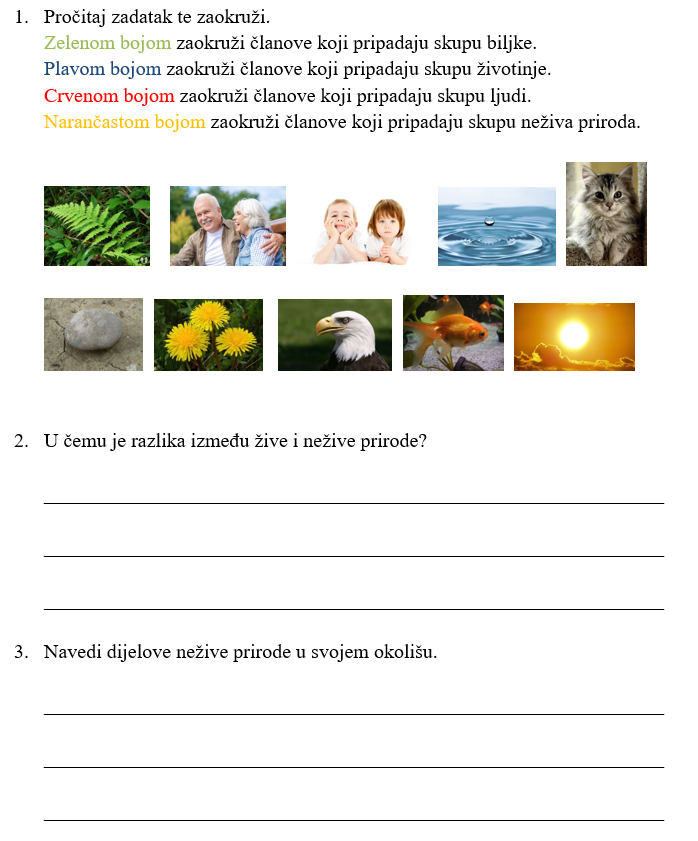 1. Pročitaj zadatak te zaokruži.
Zelenom bojom zaokruži članove koji pripadaju skupu biljke.
Plavom bojom zaokruži članove koji pripadaju skupu životinje.
Crvenom bojom zaokruži članove koji pripadaju skupu ljudi.
Narančastom bojom zaokruži članove koji pripadaju skupu neživa priroda.
2. U čemu je razlika između žive i nežive prirode?
3. Navedi dijelove nežive prirode u svojem okolišu.